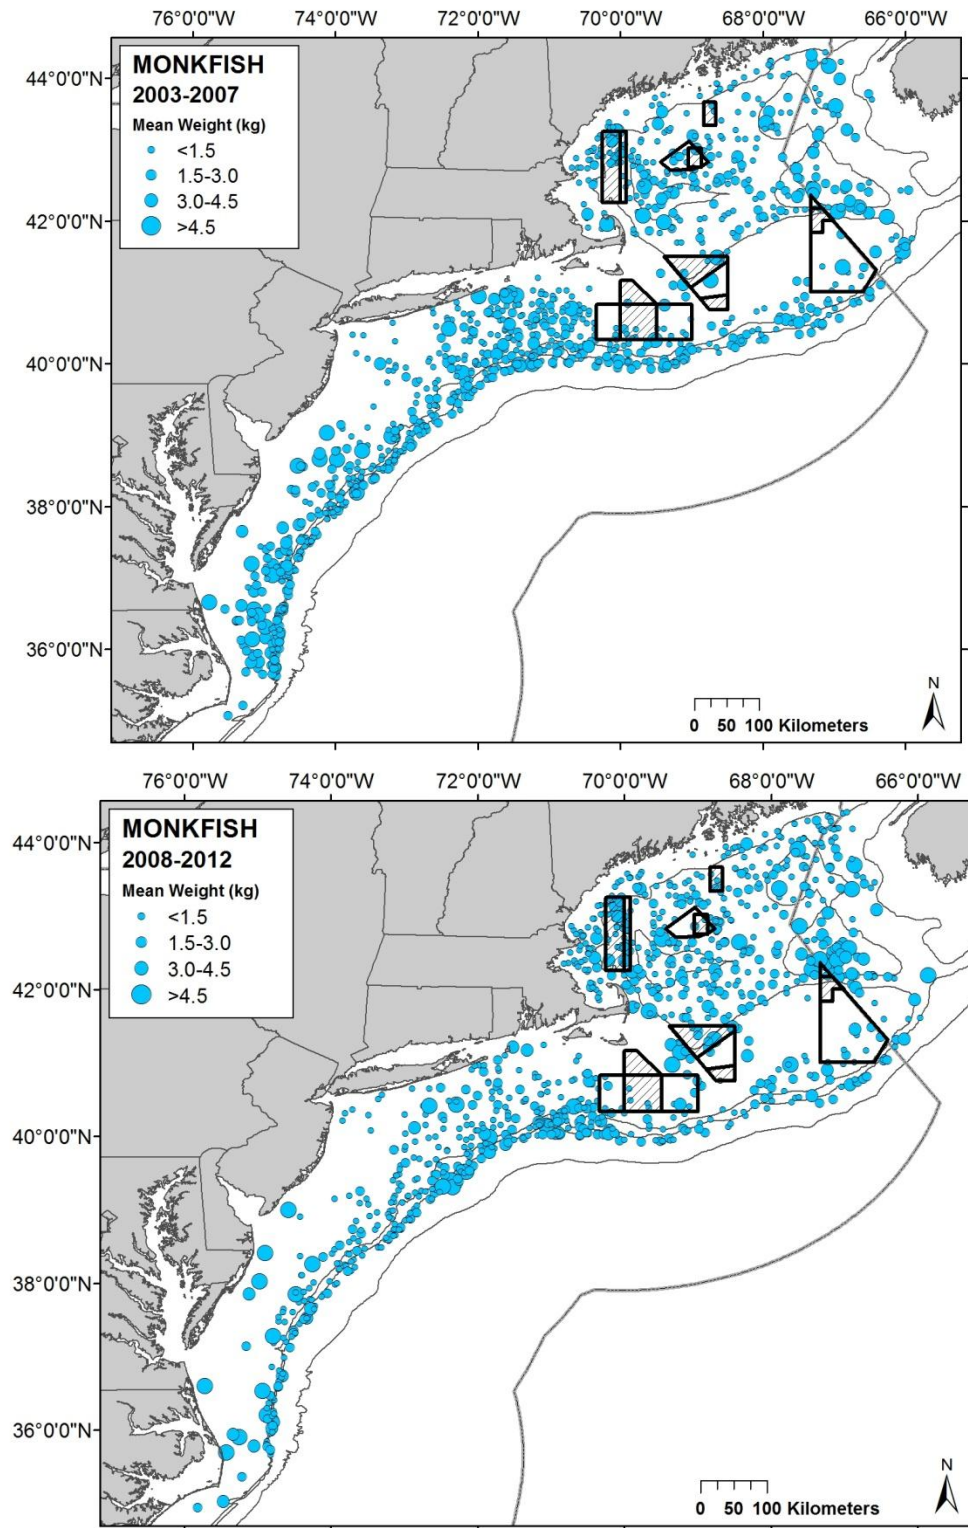 76°0'0"W 74°0'0"W 72°0'0"W 70°0'0"W 68°0'0"W 66°0'0"W
MONKFISH
2003-2007
Mean Weight (kg)
<1.5
1.5-3.0
3.0-4.5
>4.5
44°0'0"N
42°0'0"N
40°0'0"N
38°0'0"N
36°0'0"N
N
0 50 100 Kilometers
76°0'0"W 74°0'0"W 72°0'0"W 70°0'0"W 68°0'0"W 66°0'0"W
MONKFISH
2008-2012
Mean Weight (kg)
<1.5
1.5-3.0
3.0-4.5
>4.5
44°0'0"N
42°0'0"N
40°0'0"N
38°0'0"N
36°0'0"N
N
0 50 100 Kilometers